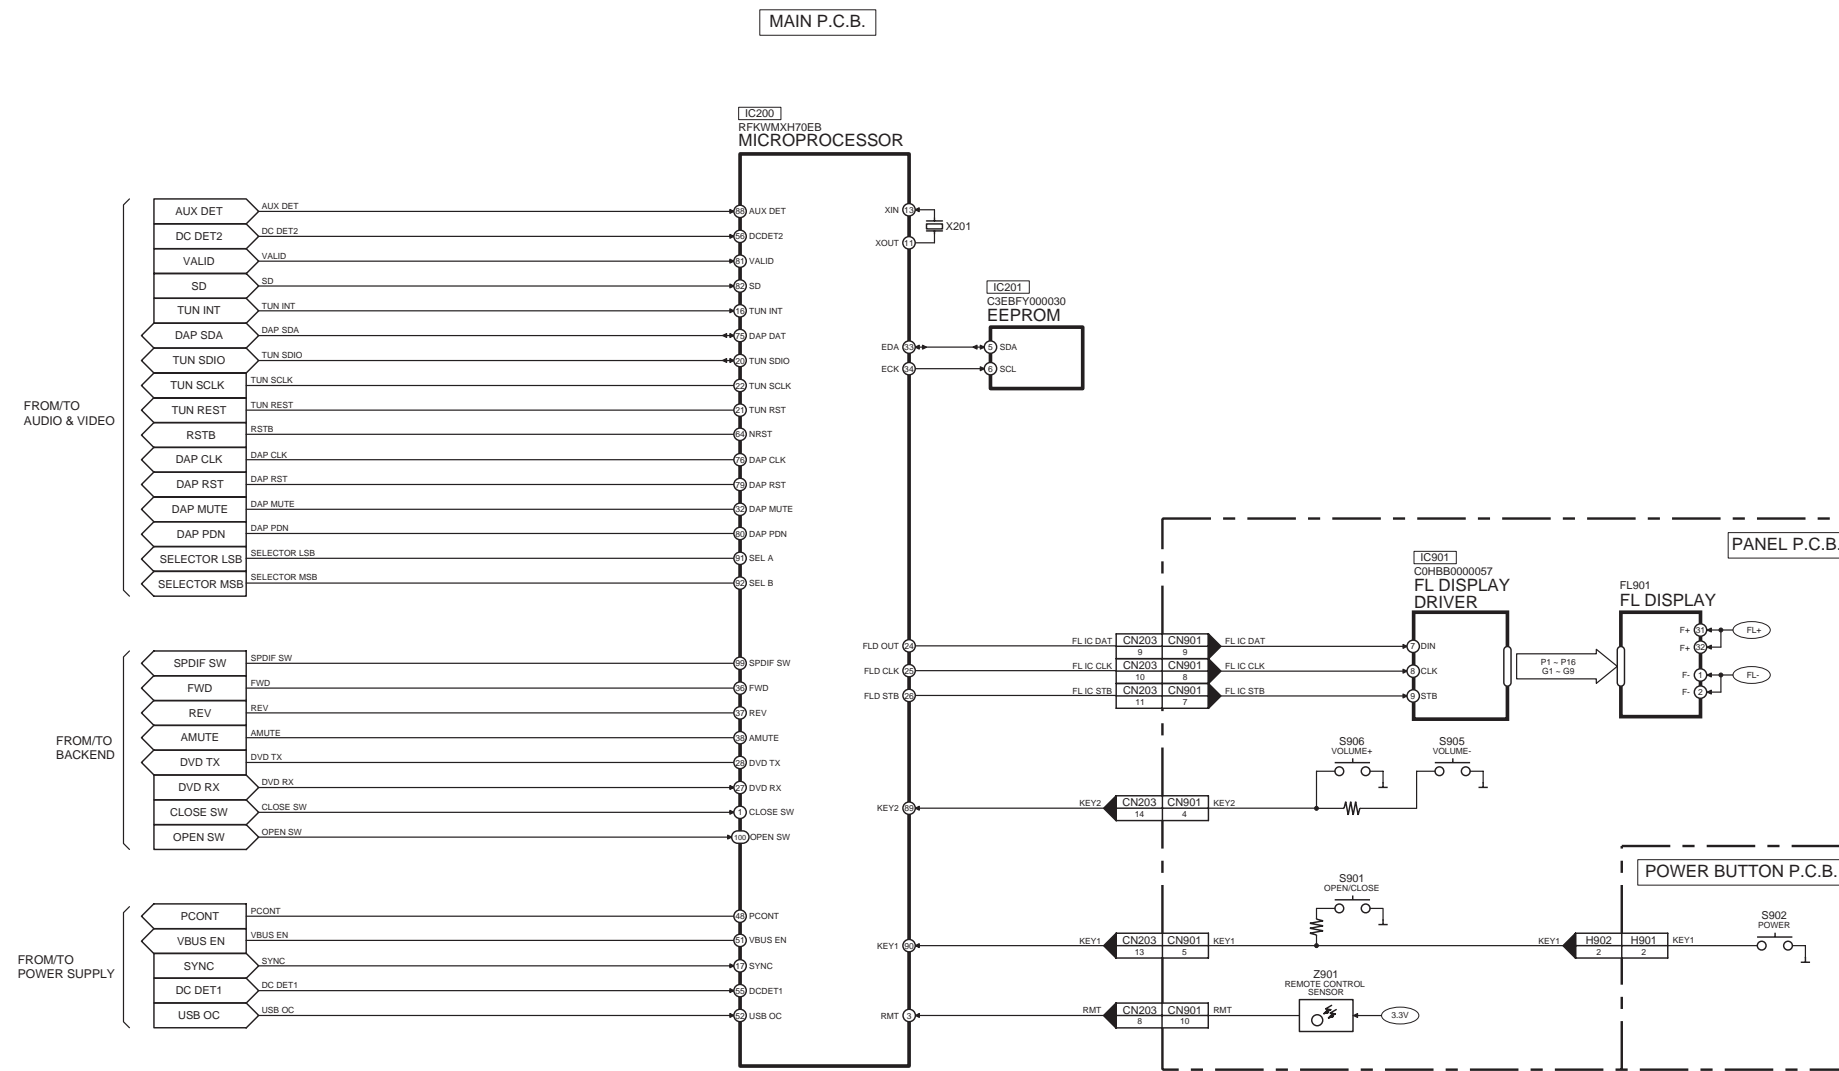 MAIN P.C.B.
IC200
RFKWMXH70EB
MICROPROCESSOR
FROM/TO
AUDIO & VIDEO
AUX DET AUX DET 88 AUX DET
DC DET2 DC DET2 56 DCDET2
VALID VALID 81 VALID
SD SD 82 SD
TUN INT TUN INT 16 TUN INT
DAP SDA DAP SDA 75 DAP DAT
TUN SDIO TUN SDIO 20 TUN SDIO
TUN SCLK TUN SCLK 22 TUN SCLK
TUN REST TUN REST 21 TUN RST
RSTB RSTB 64 NRST
DAP CLK DAP CLK 76 DAP CLK
DAP RST DAP RST 79 DAP RST
DAP MUTE DAP MUTE 32 DAP MUTE
DAP PDN DAP PDN 80 DAP PDN
SELECTOR LSB SELECTOR LSB 91 SEL A
SELECTOR MSB SELECTOR MSB 92 SEL B
FROM/TO
BACKEND
SPDIF SW SPDIF SW 99 SPDIF SW
FWD FWD 36 FWD
REV REV 37 REV
AMUTE AMUTE 38 AMUTE
DVD TX DVD TX 28 DVD TX
DVD RX DVD RX 27 DVD RX
CLOSE SW CLOSE SW 1 CLOSE SW
OPEN SW OPEN SW 100 OPEN SW
FROM/TO
POWER SUPPLY
PCONT PCONT 48 PCONT
VBUS EN VBUS EN 51 VBUS EN
SYNC SYNC 17 SYNC
DC DET1 DC DET1 55 DCDET1
USB OC USB OC 52 USB OC
XIN 13
X201
XOUT 11
IC201
C3EBFY000030
EEPROM
EDA 33 5 SDA
ECK 34 6 SCL
PANEL P.C.B.
IC901
C0HBB0000057
FL DISPLAY
DRIVER
FL901
FL DISPLAY
FLD OUT 24 FL IC DAT CN203 CN901 FL IC DAT 7 DIN
9 9
FLD CLK 25 FL IC CLK CN203 CN901 FL IC CLK 8 CLK
10 8
FLD STB 26 FL IC STB CN203 CN901 FL IC STB 9 STB
11 7
P1 ~ P16
G1 ~ G9
F+ 31 FL+
F+ 32
F- 1 FL-
F- 2
S906
VOLUME+
S905
VOLUME-
KEY2 89 KEY2 CN203 CN901 KEY2
14 4
POWER BUTTON P.C.B.
S901
OPEN/CLOSE
S902
POWER
KEY1 90 KEY1 CN203 CN901 KEY1 KEY1 H902 H901 KEY1
13 5 2 2
Z901
REMOTE CONTROL
SENSOR
RMT 3 RMT CN203 CN901 RMT 3.3V
8 10